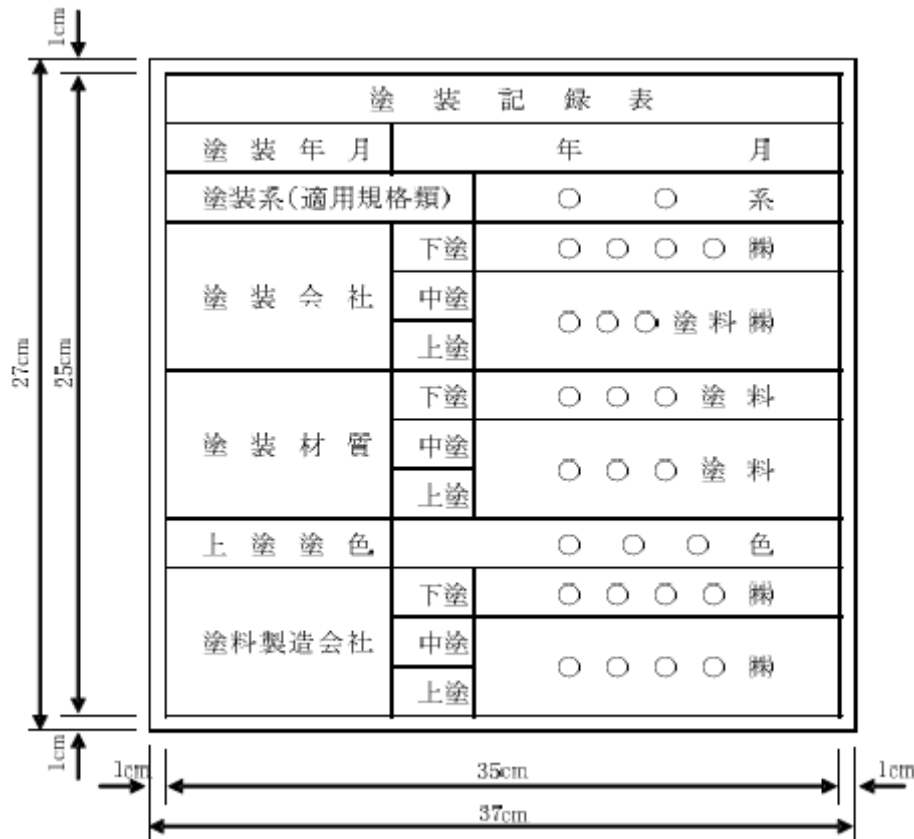 1cm
塗装記録表
塗装年月 年 月
塗装系(適用規格類) ○ ○ 系
下塗 ○○○○㈱
塗装会社
中塗
○○○塗料㈱
上塗
下塗 ○○○塗料
塗装材質
中塗
○○○塗料
上塗
上塗塗色 ○ ○ ○ 色
下塗 ○○○○㈱
塗料製造会社
中塗
○○○○㈱
上塗
27cm
25cm
1cm
1cm
35cm
1cm
37cm